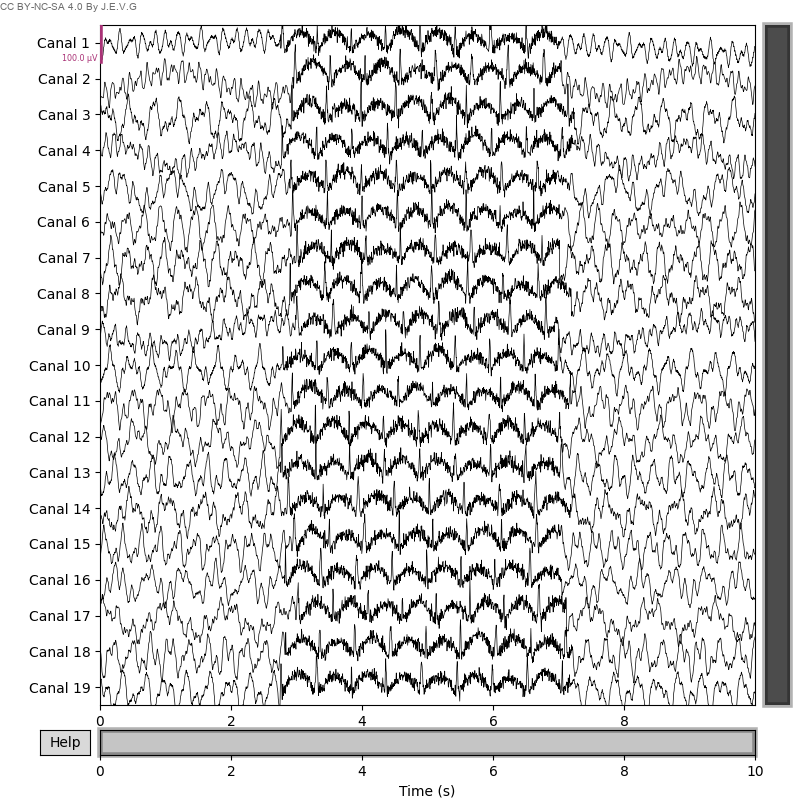 CC BY-NC-SA 4.0 By J.E.V.G
Canal 1
100.0 µV
Canal 2
Canal 3
Canal 4
Canal 5
Canal 6
Canal 7
Canal 8
Canal 9
Canal 10
Canal 11
Canal 12
Canal 13
Canal 14
Canal 15
Canal 16
Canal 17
Canal 18
Canal 19
0 2 4 6 8
Help
0 2 4 6 8 10
Time (s)